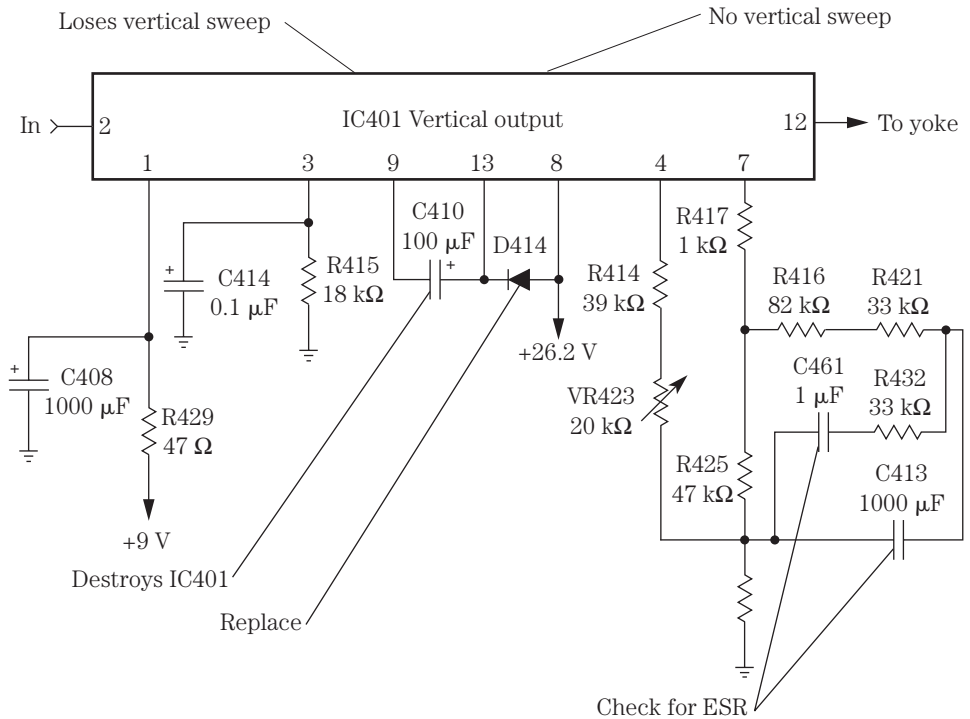 Loses vertical sweep
No vertical sweep
In
2
IC401 Vertical output
12
To yoke
1
3
9
13
8
4
7
C410
100 μF
+
D414
R417
1 kΩ
+
C414
0.1 μF
R415
18 kΩ
R414
39 kΩ
R416
82 kΩ
R421
33 kΩ
+26.2 V
+
C408
1000 μF
R429
47 Ω
VR423
20 kΩ
C461
1 μF
R432
33 kΩ
R425
47 kΩ
C413
1000 μF
+9 V
Destroys IC401
Replace
Check for ESR